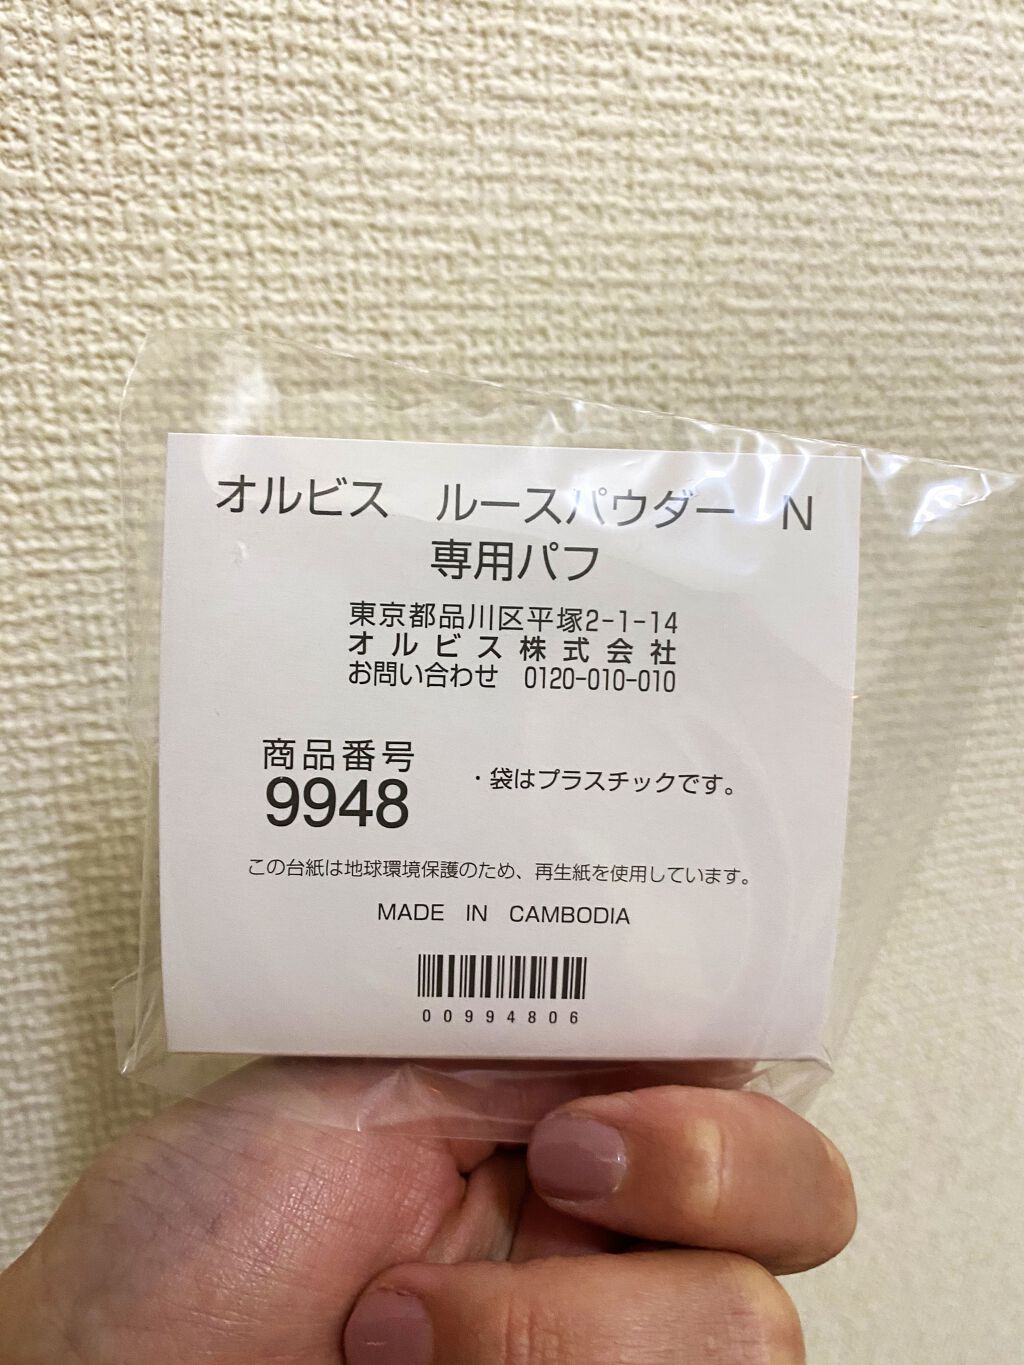 オルビス　ルースパウダー　N
専用パフ
東京都品川区平塚2-1-14
オルビス株式会社
お問い合わせ　0120-010-010
商品番号
9948
・袋はプラスチックです。
この台紙は地球環境保護のため、再生紙を使用しています。
MADE IN CAMBODIA
00994806